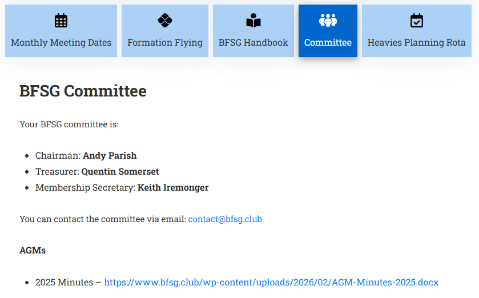 Monthly Meeting Dates
Formation Flying
BFSG Handbook
Committee
Heavies Planning Rota
BFSG Committee
Your BFSG committee is:
Chairman: Andy Parish
Treasurer: Quentin Somerset
Membership Secretary: Keith Iremonger
You can contact the committee via email: contact@bfsg.club
AGMs
2025 Minutes – https://www.bfsg.club/wp-content/uploads/2026/02/AGM-Minutes-2025.docx